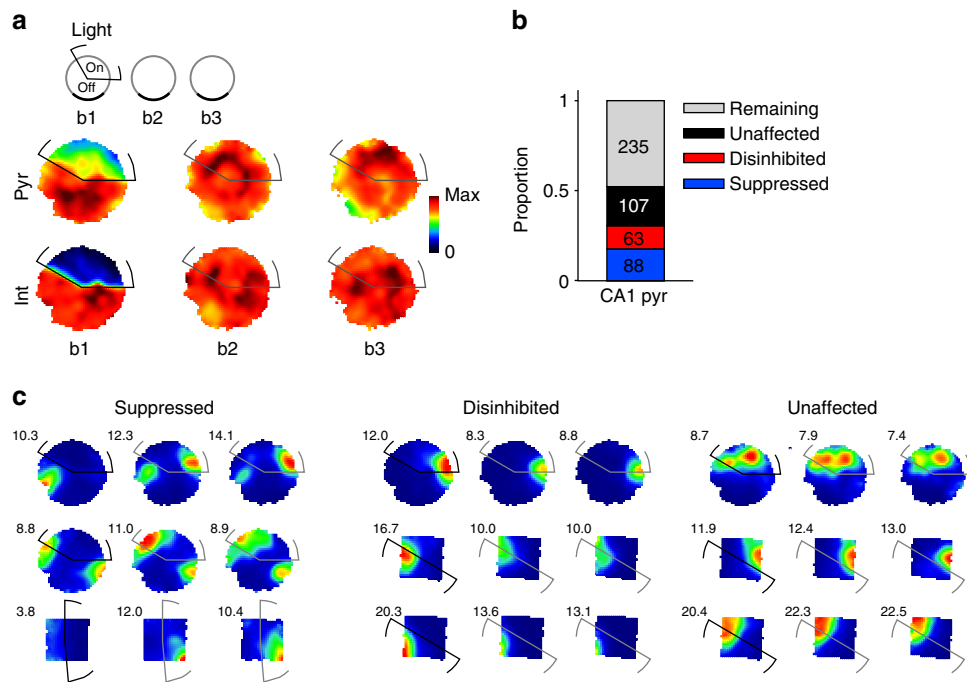 a
Light
On
Off
b1 b2 b3
Pyr
Max
0
Int
b1 b2 b3
b
1
0.5
0
Proportion
235
107
63
88
CA1 pyr
Remaining
Unaffected
Disinhibited
Suppressed
c
Suppressed Disinhibited Unaffected
10.3 12.3 14.1 12.0 8.3 8.8 8.7 7.9 7.4
8.8 11.0 8.9 16.7 10.0 10.0 11.9 12.4 13.0
3.8 12.0 10.4 20.3 13.6 13.1 20.4 22.3 22.5